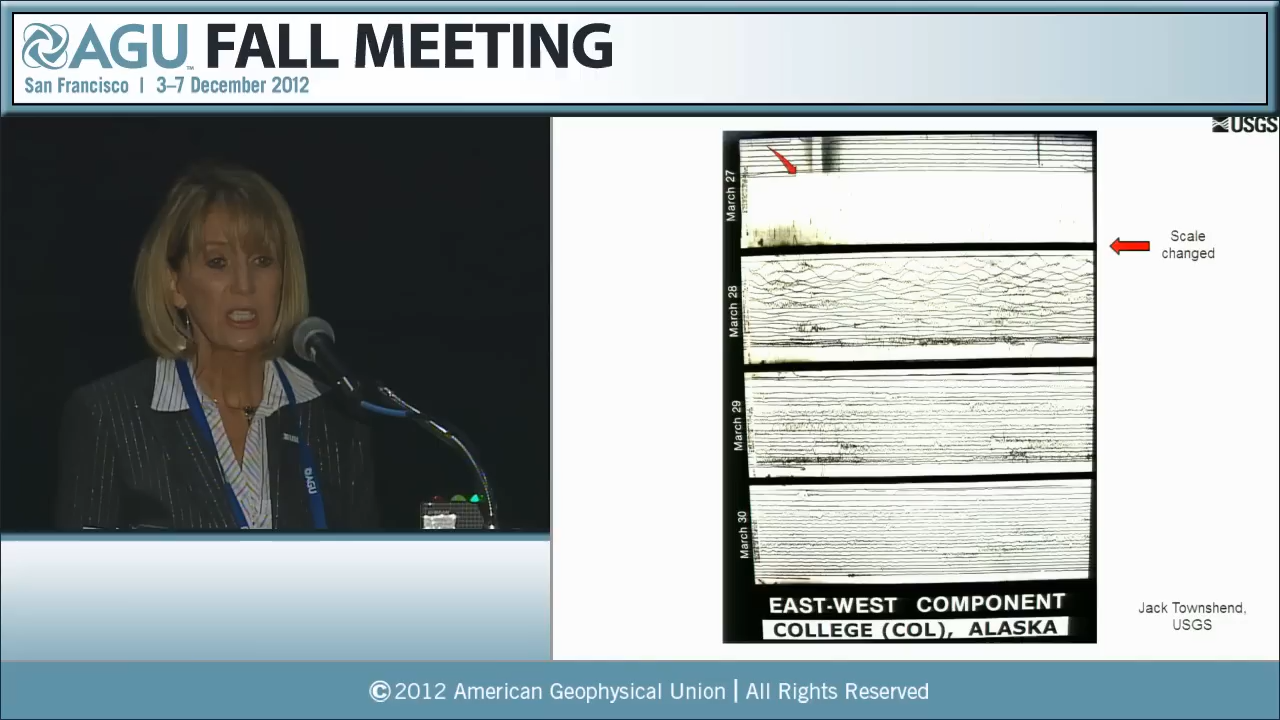 AGU FALL MEETING
San Francisco | 3–7 December 2012
USGS
March 27
Scale
changed
March 28
March 29
March 30
EAST-WEST COMPONENT
COLLEGE (COL), ALASKA
Jack Townshend,
USGS
AGU
© 2012 American Geophysical Union | All Rights Reserved